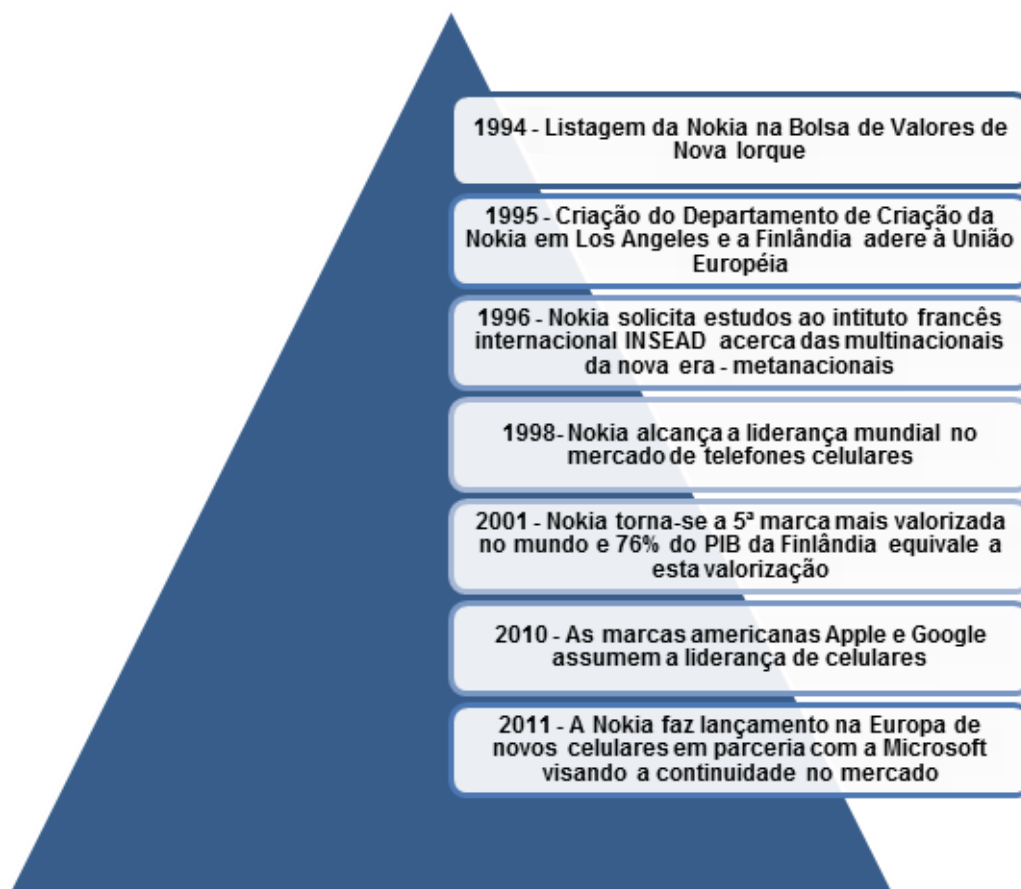 1994 - Listagem da Nokia na Bolsa de Valores de
Nova Iorque
1995 - Criação do Departamento de Criação da
Nokia em Los Angeles e a Finlândia adere à União
Européia
1996 - Nokia solicita estudos ao intituto francês
internacional INSEAD acerca das multinacionais
da nova era - metanacionais
1998- Nokia alcança a liderança mundial no
mercado de telefones celulares
2001 - Nokia torna-se a 5ª marca mais valorizada
no mundo e 76% do PIB da Finlândia equivale a
esta valorização
2010 - As marcas americanas Apple e Google
assumem a liderança de celulares
2011 - A Nokia faz lançamento na Europa de
novos celulares em parceria com a Microsoft
visando a continuidade no mercado